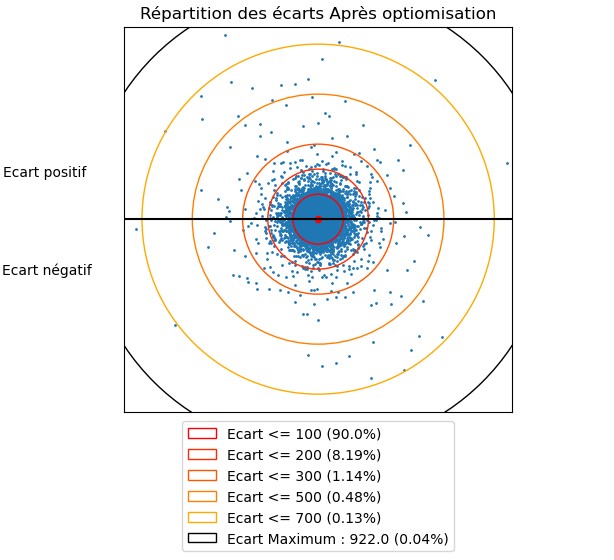 Répartition des écarts Après optiomisation
Ecart positif
Ecart négatif
Ecart <= 100 (90.0%)
Ecart <= 200 (8.19%)
Ecart <= 300 (1.14%)
Ecart <= 500 (0.48%)
Ecart <= 700 (0.13%)
Ecart Maximum : 922.0 (0.04%)